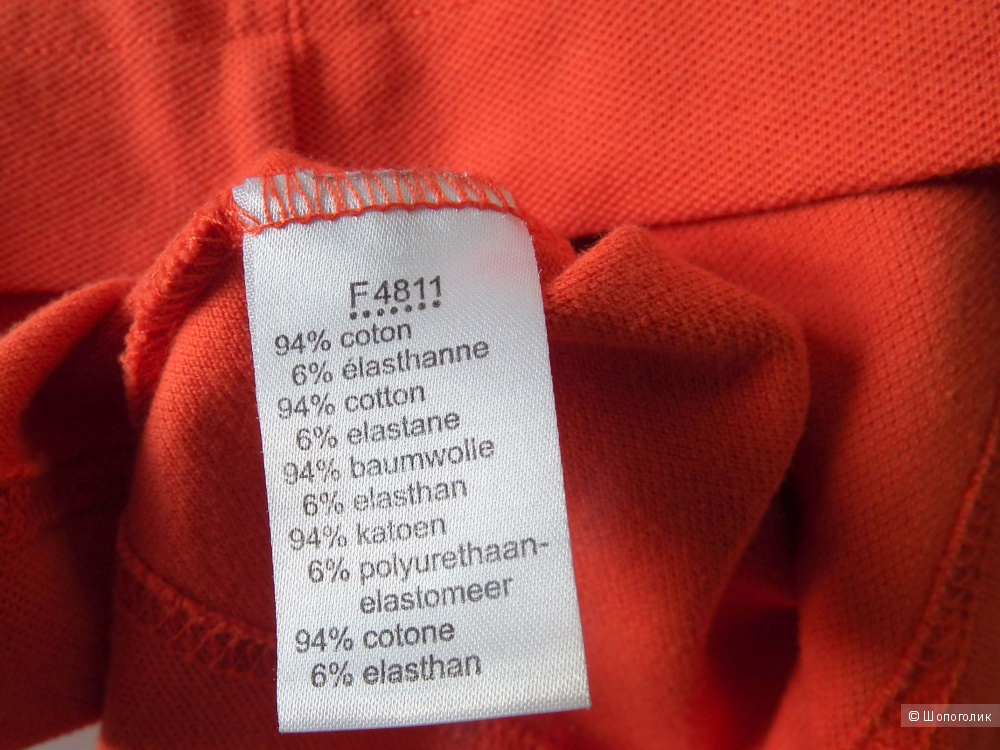 F4811
94% coton
6% élasthanne
94% cotton
6% elastane
94% baumwolle
6% elasthan
94% katoen
6% polyurethaan-
elastomeer
94% cotone
6% elasthan
© Шопоголик